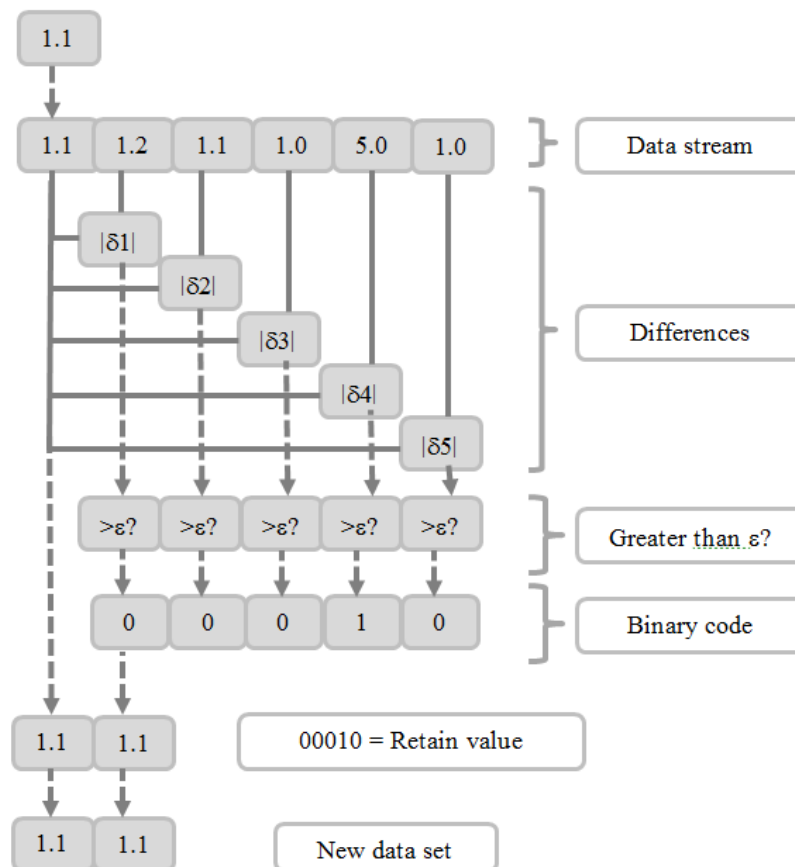 1.1
1.1 1.2 1.1 1.0 5.0 1.0
Data stream
|δ1|
|δ2|
|δ3|
|δ4|
|δ5|
Differences
>ε? >ε? >ε? >ε? >ε?
Greater than ε?
0 0 0 1 0
Binary code
1.1 1.1
00010 = Retain value
1.1 1.1
New data set